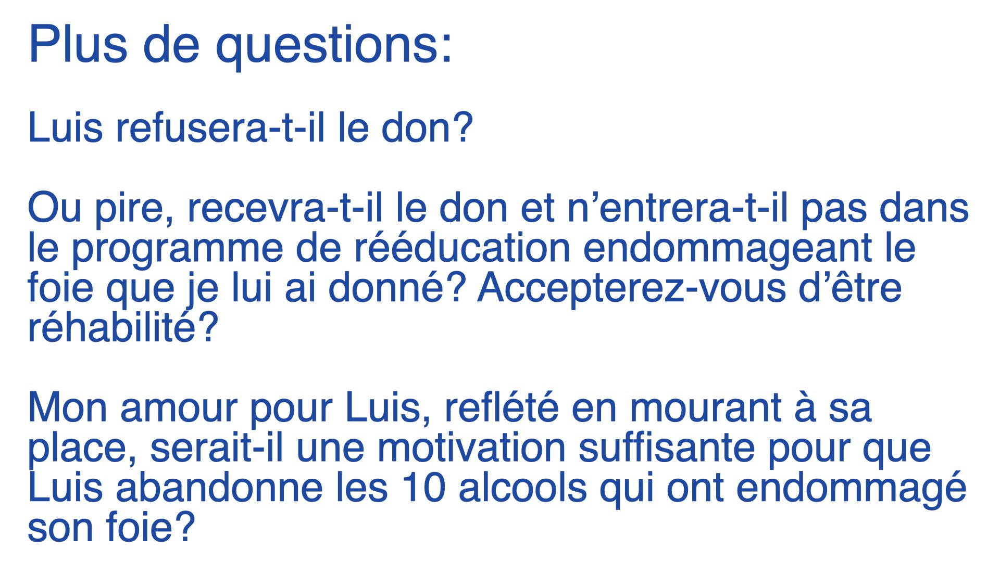 Plus de questions:
Luis refusera-t-il le don?
Ou pire, recevra-t-il le don et n’entrera-t-il pas dans
le programme de rééducation endommageant le
foie que je lui ai donné? Accepterez-vous d’être
réhabilité?
Mon amour pour Luis, reflété en mourant à sa
place, serait-il une motivation suffisante pour que
Luis abandonne les 10 alcools qui ont endommagé
son foie?